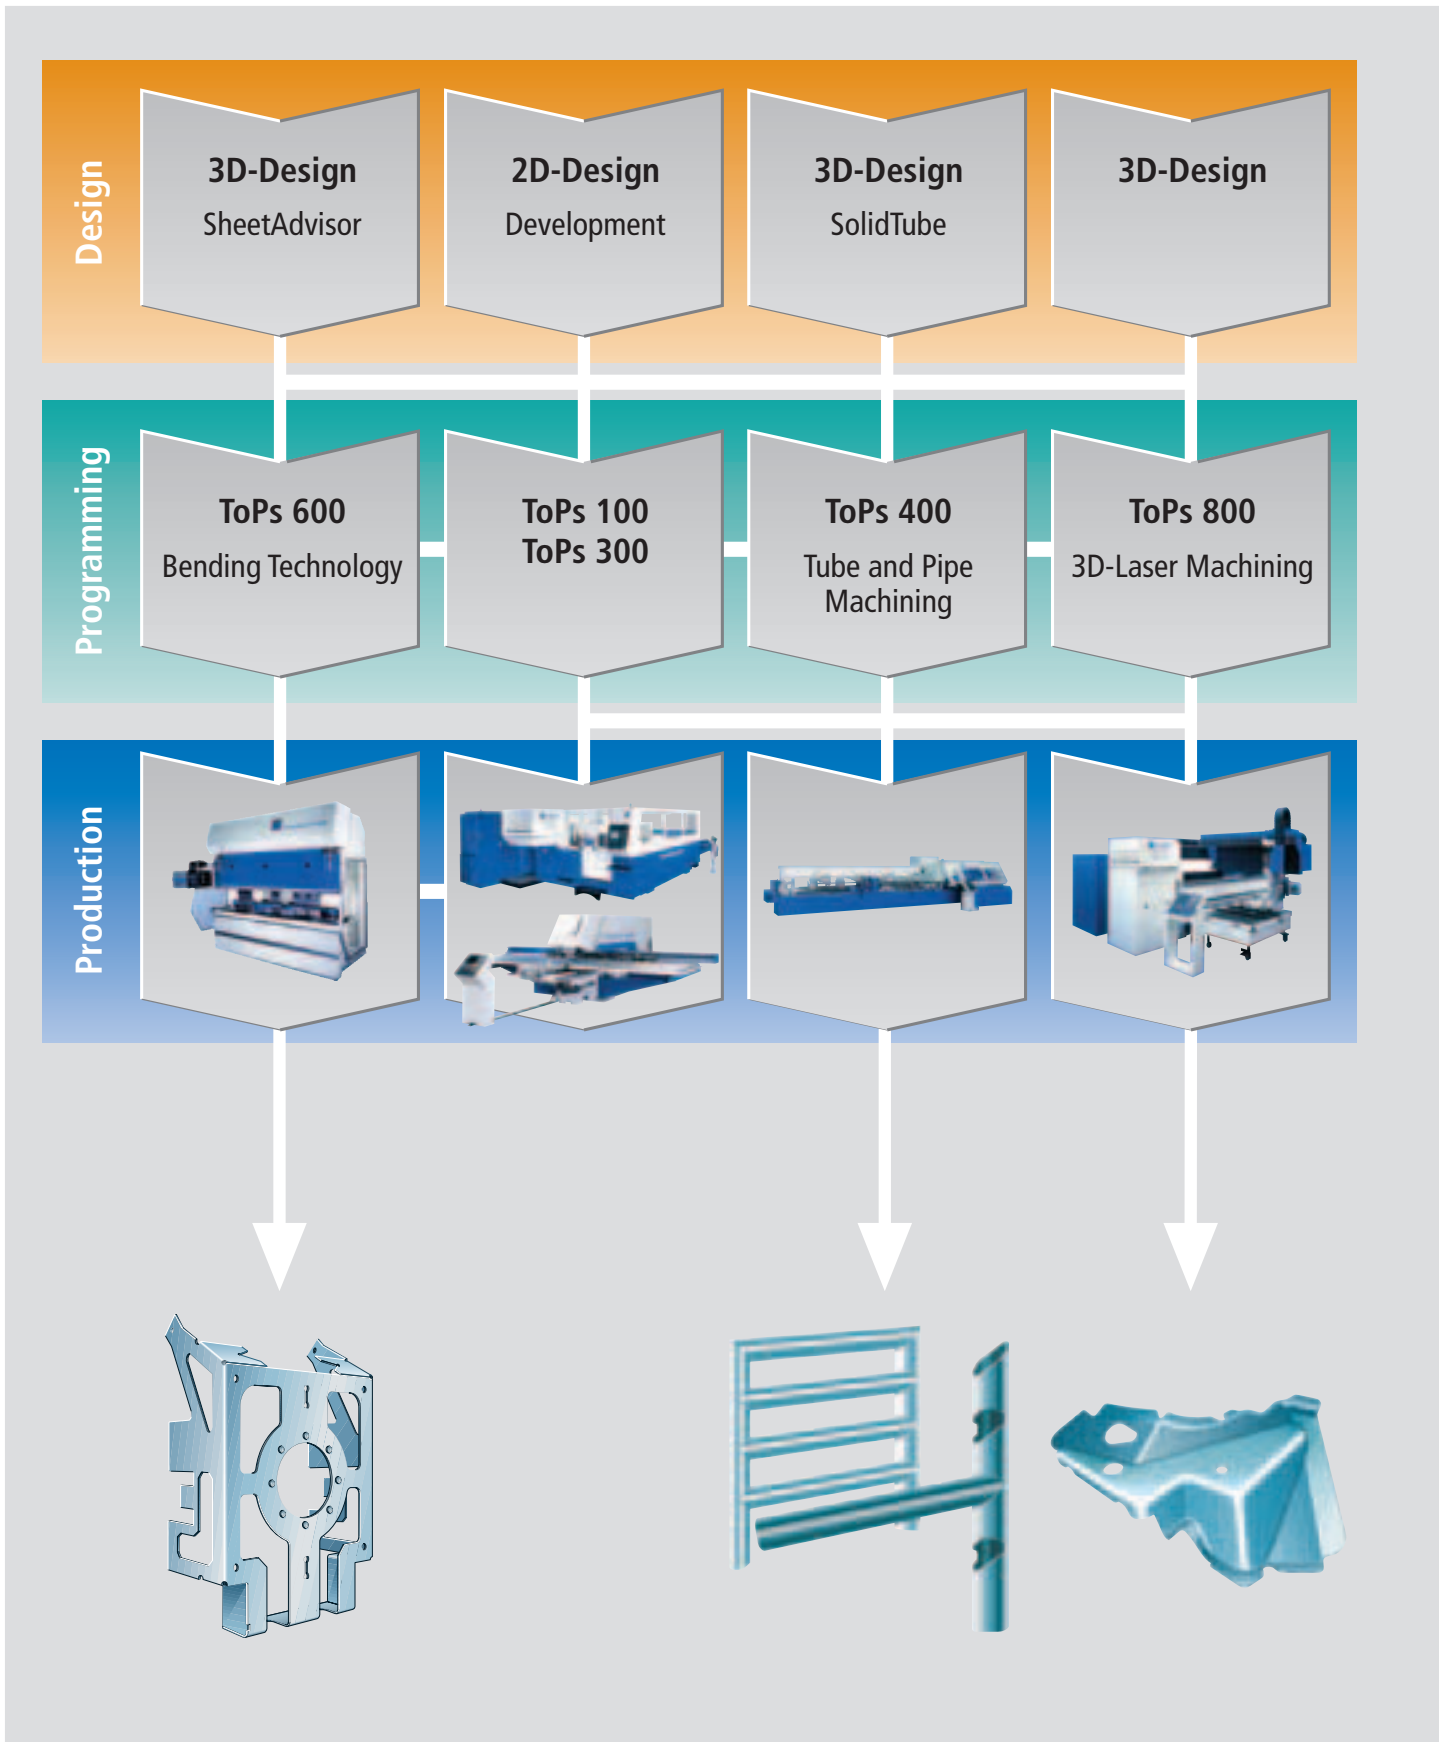 Design
3D-Design
SheetAdvisor
2D-Design
Development
3D-Design
SolidTube
3D-Design
Programming
ToPs 600
Bending Technology
ToPs 100
ToPs 300
ToPs 400
Tube and Pipe
Machining
ToPs 800
3D-Laser Machining
Production